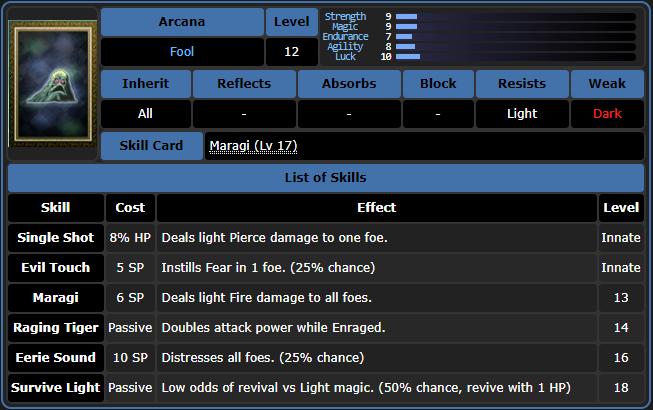 Arcana Level
Fool 12
Strength 9
Magic 9
Endurance 7
Agility 8
Luck 10
Inherit Reflects Absorbs Block Resists Weak
All - - - Light Dark
Skill Card Maragi (Lv 17)
List of Skills
Skill Cost Effect Level
Single Shot 8% HP Deals light Pierce damage to one foe. Innate
Evil Touch 5 SP Instills Fear in 1 foe. (25% chance) Innate
Maragi 6 SP Deals light Fire damage to all foes. 13
Raging Tiger Passive Doubles attack power while Enraged. 14
Eerie Sound 10 SP Distresses all foes. (25% chance) 16
Survive Light Passive Low odds of revival vs Light magic. (50% chance, revive with 1 HP) 18